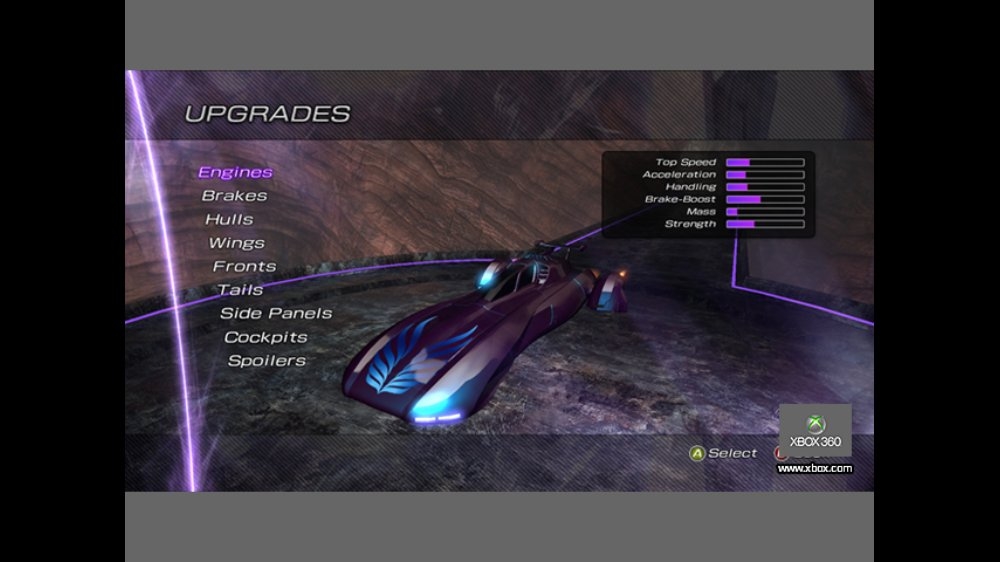 UPGRADES
Engines
Brakes
Hulls
Wings
Fronts
Tails
Side Panels
Cockpits
Spoilers
Top Speed
Acceleration
Handling
Brake-Boost
Mass
Strength
A Select
XBOX 360
www.xbox.com